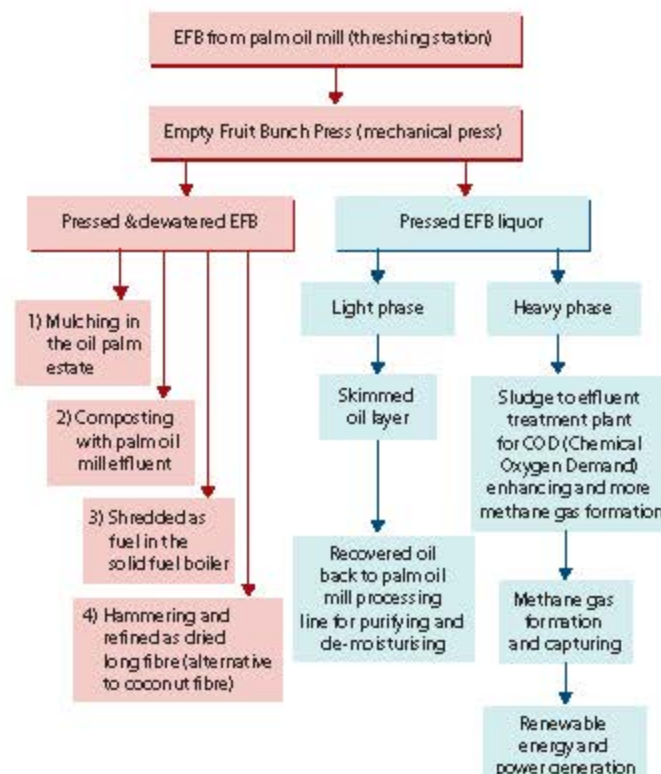 EFB from palm oil mill (threshing station)
Empty Fruit Bunch Press (mechanical press)
Pressed & dewatered EFB
1) Mulching in
the oil palm
estate
2) Composting
with palm oil
mill effluent
3) Shredded as
fuel in the
solid fuel boiler
4) Hammering and
refined as dried
long fibre (alternative
to coconut fibre)
Pressed EFB liquor
Light phase
Skimmed
oil layer
Recovered oil
back to palm oil
mill processing
line for purifying and
de-moisturising
Heavy phase
Sludge to effluent
treatment plant
for COD (Chemical
Oxygen Demand)
enhancing and more
methane gas formation
Methane gas
formation
and capturing
Renewable
energy and
power generation